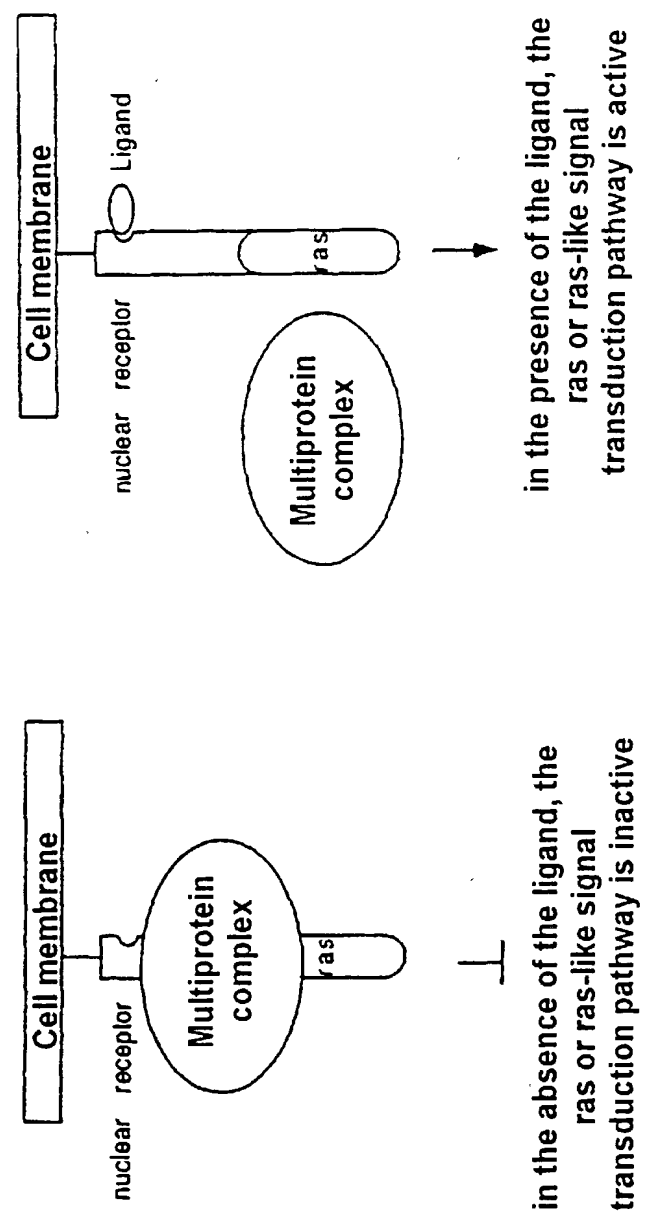 Cell membrane
nuclear receptor
Multiprotein
complex
ras
in the absence of the ligand, the
ras or ras-like signal
transduction pathway is inactive
Cell membrane
nuclear receptor
Ligand
Multiprotein
complex
ras
in the presence of the ligand, the
ras or ras-like signal
transduction pathway is active